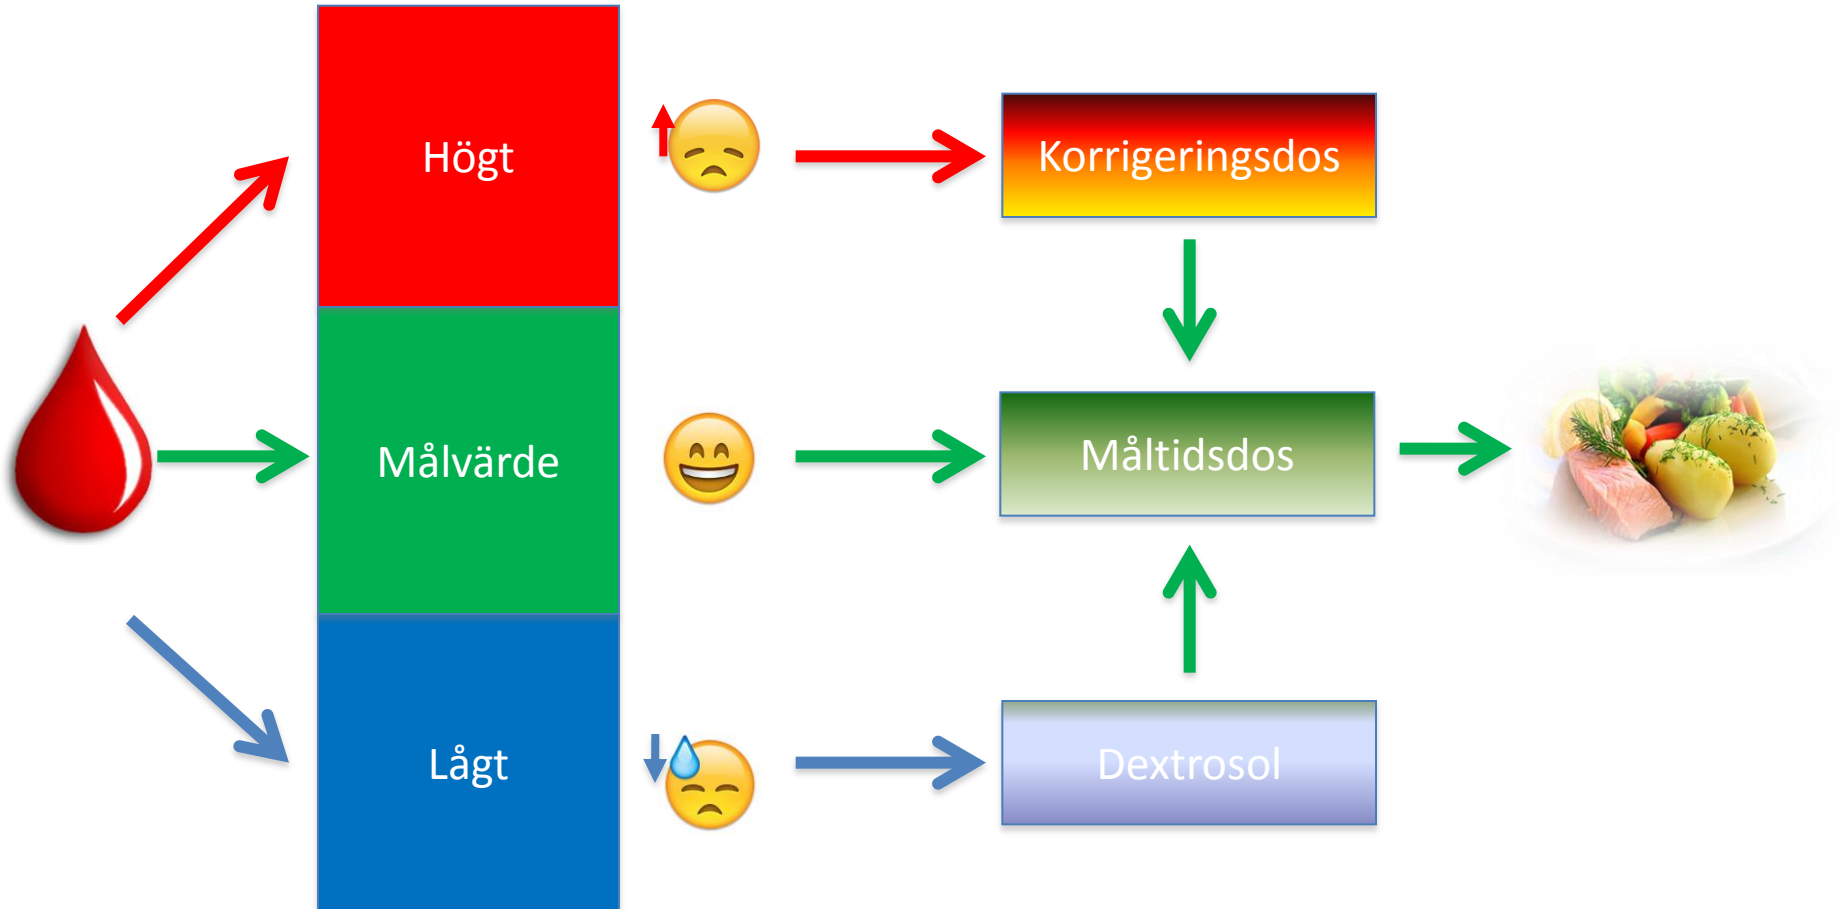 Högt
Korrigeringsdos
Målvärde
Måltidsdos
Lågt
Dextrosol